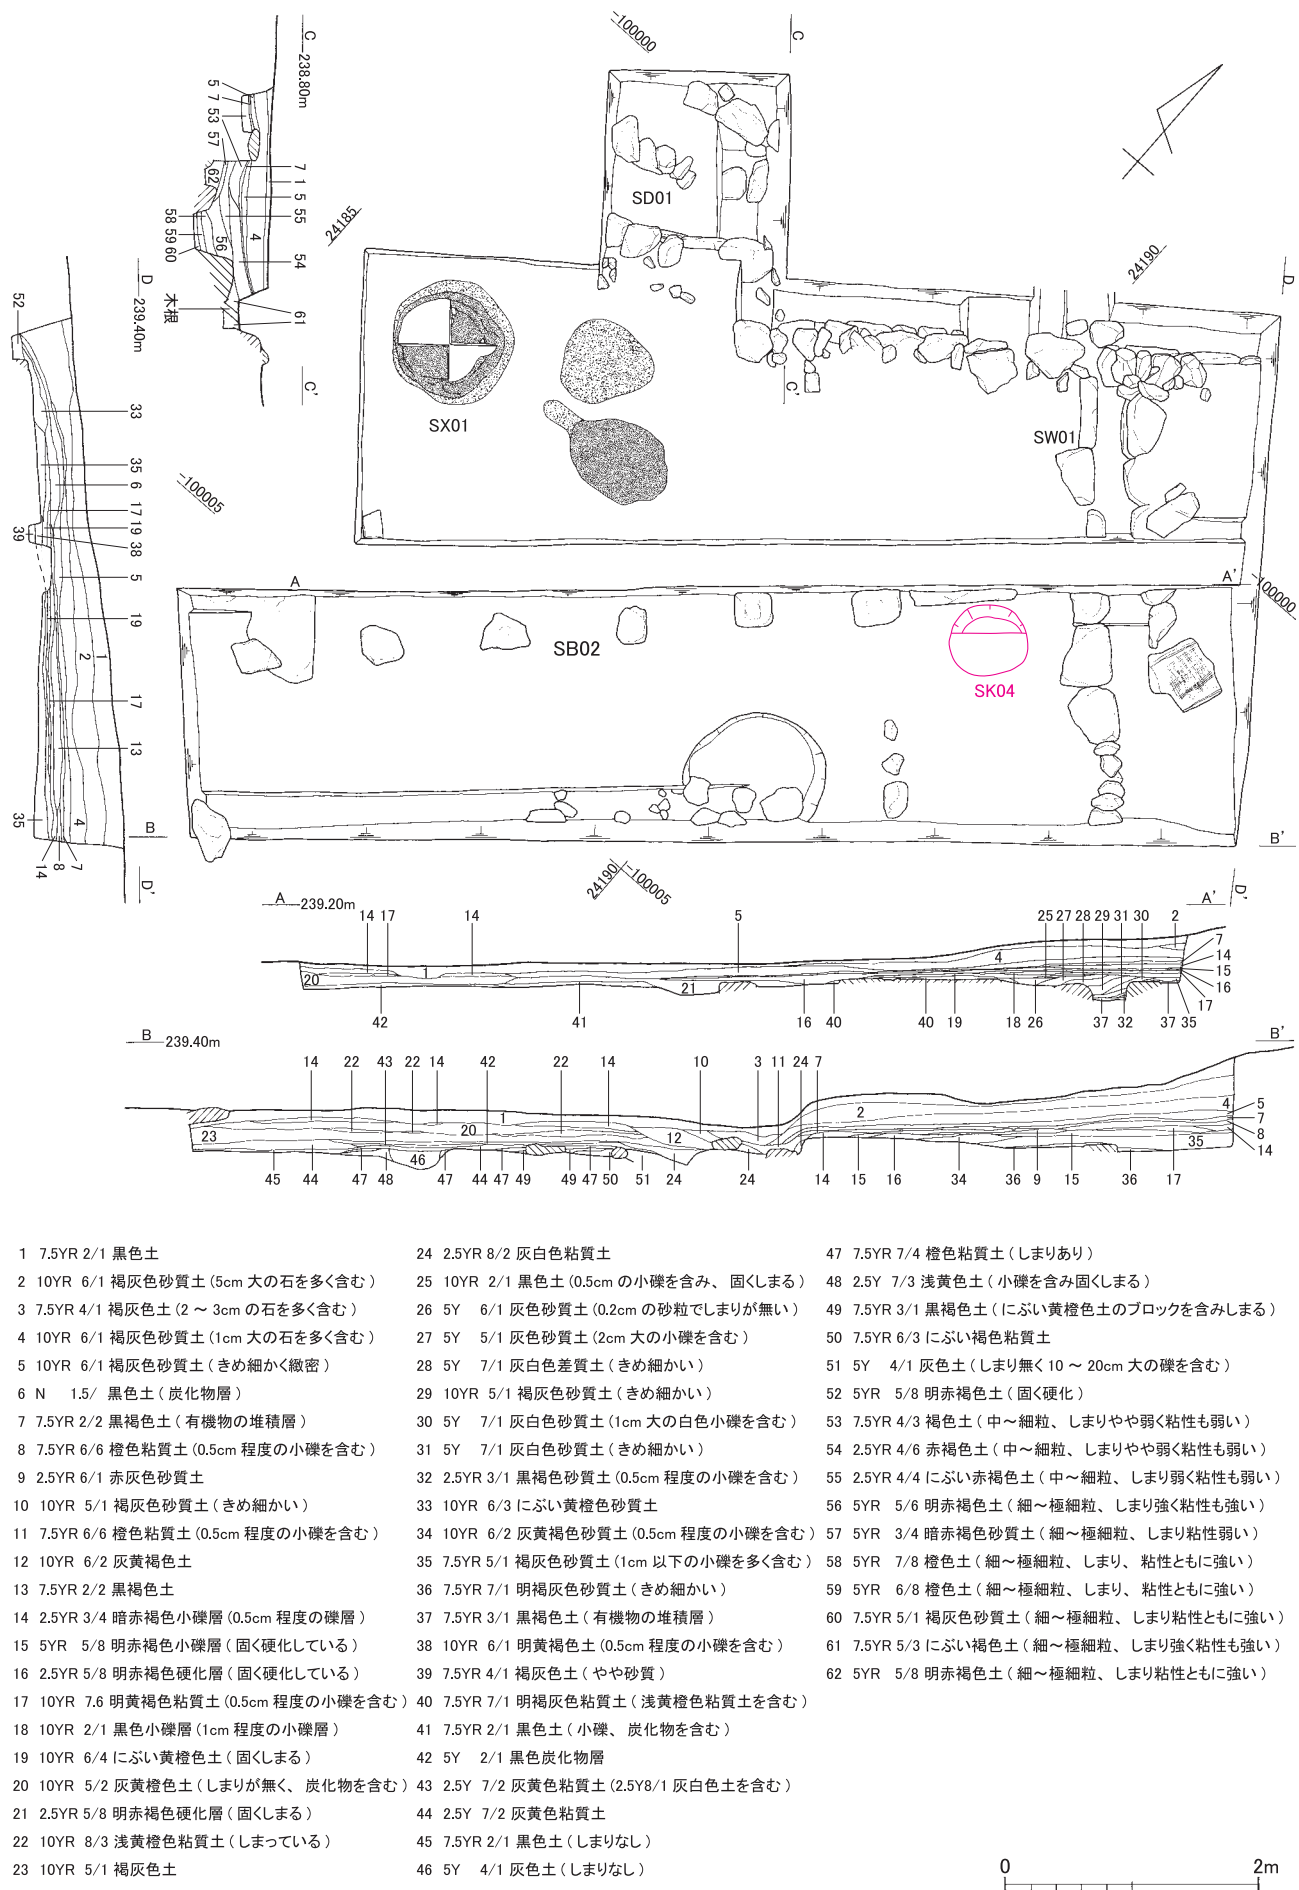 C
238.80m
5
7
53
57
62
7
1
5
55
4
54
58
59
60
56
木根
61
C'
D
239.40m
52
33
35
6
17
19
38
39
5
19
2
1
17
13
35
4
14
8
7
D'
-100000
24185
-100005
C
SD01
24190
D
SX01
C'
SW01
A
A'
-100000
SB02
SK04
B
B'
24190
-100005
A
239.20m
A'
D'
14 17 14 5 25 27 28 29 31 30 2
7
14
15
16
17
20 1 21 4
42 41 16 40 40 19 18 26 37 32 37 35
B
239.40m
B'
14 22 43 22 14 42 22 14 10 3 11 24 7
1 2 4 5
7
8
14
23 20 12 46 35
45 44 47 48 47 44 47 49 49 47 50 51 24 24 14 15 16 34 36 9 15 36 17
1 7.5YR 2/1 黒色土
2 10YR 6/1 褐灰色砂質土(5cm 大の石を多く含む)
3 7.5YR 4/1 褐灰色土(2 ～ 3cm の石を多く含む)
4 10YR 6/1 褐灰色砂質土(1cm 大の石を多く含む)
5 10YR 6/1 褐灰色砂質土(きめ細かく緻密)
6 N 1.5/ 黒色土(炭化物層)
7 7.5YR 2/2 黒褐色土(有機物の堆積層)
8 7.5YR 6/6 橙色粘質土(0.5cm 程度の小礫を含む)
9 2.5YR 6/1 赤灰色砂質土
10 10YR 5/1 褐灰色砂質土(きめ細かい)
11 7.5YR 6/6 橙色粘質土(0.5cm 程度の小礫を含む)
12 10YR 6/2 灰黄褐色土
13 7.5YR 2/2 黒褐色土
14 2.5YR 3/4 暗赤褐色小礫層(0.5cm 程度の礫層)
15 5YR 5/8 明赤褐色小礫層(固く硬化している)
16 2.5YR 5/8 明赤褐色硬化層(固く硬化している)
17 10YR 7.6 明黄褐色粘質土(0.5cm 程度の小礫を含む)
18 10YR 2/1 黒色小礫層(1cm 程度の小礫層)
19 10YR 6/4 にぶい黄橙色土(固くしまる)
20 10YR 5/2 灰黄橙色土(しまりが無く、炭化物を含む)
21 2.5YR 5/8 明赤褐色硬化層(固くしまる)
22 10YR 8/3 浅黄橙色粘質土(しまっている)
23 10YR 5/1 褐灰色土
24 2.5YR 8/2 灰白色粘質土
25 10YR 2/1 黒色土(0.5cm の小礫を含み、固くしまる)
26 5Y 6/1 灰色砂質土(0.2cm の砂粒でしまりが無い)
27 5Y 5/1 灰色砂質土(2cm 大の小礫を含む)
28 5Y 7/1 灰白色差質土(きめ細かい)
29 10YR 5/1 褐灰色砂質土(きめ細かい)
30 5Y 7/1 灰白色砂質土(1cm 大の白色小礫を含む)
31 5Y 7/1 灰白色砂質土(きめ細かい)
32 2.5YR 3/1 黒褐色砂質土(0.5cm 程度の小礫を含む)
33 10YR 6/3 にぶい黄橙色砂質土
34 10YR 6/2 灰黄褐色砂質土(0.5cm 程度の小礫を含む)
35 7.5YR 5/1 褐灰色砂質土(1cm 以下の小礫を多く含む)
36 7.5YR 7/1 明褐灰色砂質土(きめ細かい)
37 7.5YR 3/1 黒褐色土(有機物の堆積層)
38 10YR 6/1 明黄褐色土(0.5cm 程度の小礫を含む)
39 7.5YR 4/1 褐灰色土(やや砂質)
40 7.5YR 7/1 明褐灰色粘質土(浅黄橙色粘質土を含む)
41 7.5YR 2/1 黒色土(小礫、炭化物を含む)
42 5Y 2/1 黒色炭化物層
43 2.5Y 7/2 灰黄色粘質土(2.5Y8/1 灰白色土を含む)
44 2.5Y 7/2 灰黄色粘質土
45 7.5YR 2/1 黒色土(しまりなし)
46 5Y 4/1 灰色土(しまりなし)
47 7.5YR 7/4 橙色粘質土(しまりあり)
48 2.5Y 7/3 浅黄色土(小礫を含み固くしまる)
49 7.5YR 3/1 黒褐色土(にぶい黄橙色土のブロックを含みしまる)
50 7.5YR 6/3 にぶい褐色粘質土
51 5Y 4/1 灰色土(しまり無く 10 ～ 20cm 大の礫を含む)
52 5YR 5/8 明赤褐色土(固く硬化)
53 7.5YR 4/3 褐色土(中～細粒、しまりやや弱く粘性も弱い)
54 2.5YR 4/6 赤褐色土(中～細粒、しまりやや弱く粘性も弱い)
55 2.5YR 4/4 にぶい赤褐色土(中～細粒、しまり弱く粘性も弱い)
56 5YR 5/6 明赤褐色土(細～極細粒、しまり強く粘性も強い)
57 5YR 3/4 暗赤褐色砂質土(細～極細粒、しまり粘性弱い)
58 5YR 7/8 橙色土(細～極細粒、しまり、粘性ともに強い)
59 5YR 6/8 橙色土(細～極細粒、しまり、粘性ともに強い)
60 7.5YR 5/1 褐灰色砂質土(細～極細粒、しまり粘性ともに強い)
61 7.5YR 5/3 にぶい褐色土(細～極細粒、しまり強く粘性も強い)
62 5YR 5/8 明赤褐色土(細～極細粒、しまり粘性ともに強い)
0 2m